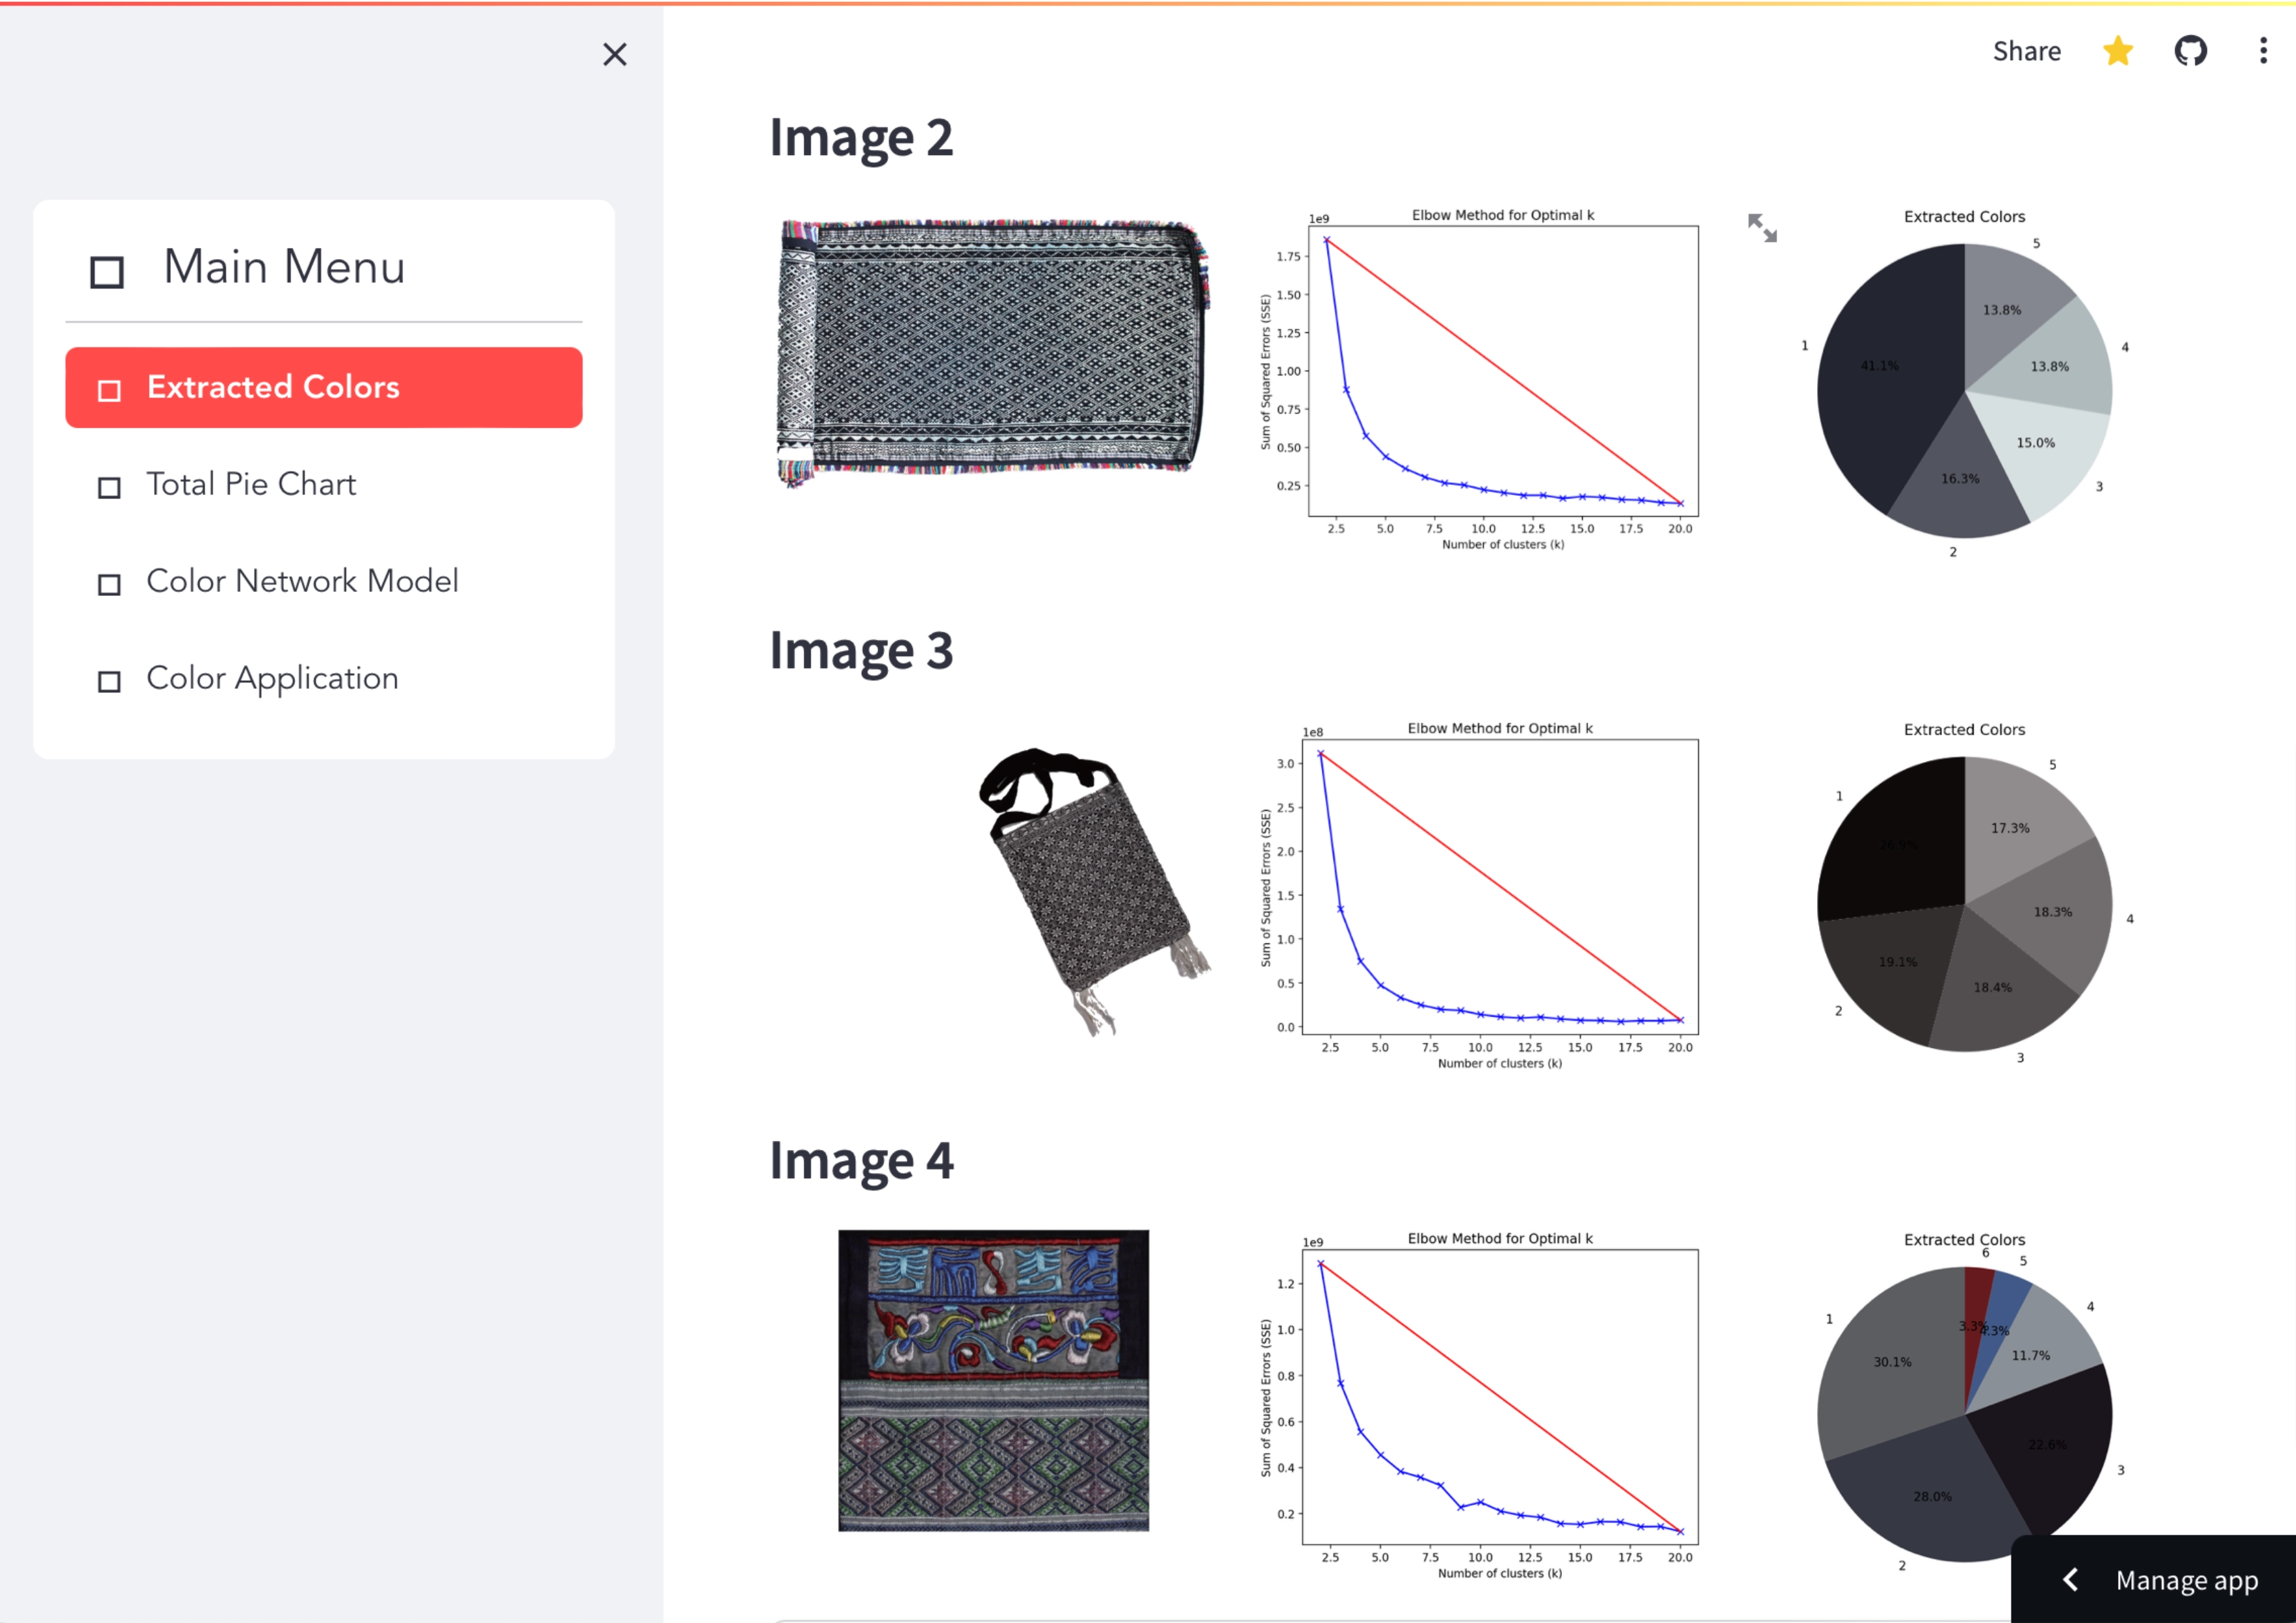 Share
Main Menu
Extracted Colors
Total Pie Chart
Color Network Model
Color Application
Image 2
1e9
Elbow Method for Optimal k
Sum of Squared Errors (SSE)
1.75
1.50
1.25
1.00
0.75
0.50
0.25
2.5 5.0 7.5 10.0 12.5 15.0 17.5 20.0
Number of clusters (k)
Extracted Colors
5
13.8%
4
13.8%
1
41.1%
15.0%
3
16.3%
2
Image 3
1e8
Elbow Method for Optimal k
Sum of Squared Errors (SSE)
3.0
2.5
2.0
1.5
1.0
0.5
0.0
2.5 5.0 7.5 10.0 12.5 15.0 17.5 20.0
Number of clusters (k)
Extracted Colors
5
1
17.3%
26.9%
18.3%
4
19.1%
18.4%
2
3
Image 4
1e9
Elbow Method for Optimal k
Sum of Squared Errors (SSE)
1.2
1.0
0.8
0.6
0.4
0.2
2.5 5.0 7.5 10.0 12.5 15.0 17.5 20.0
Number of clusters (k)
Extracted Colors
6
5
4
1
3.3%
4.3%
11.7%
30.1%
22.6%
3
28.0%
2
Manage app